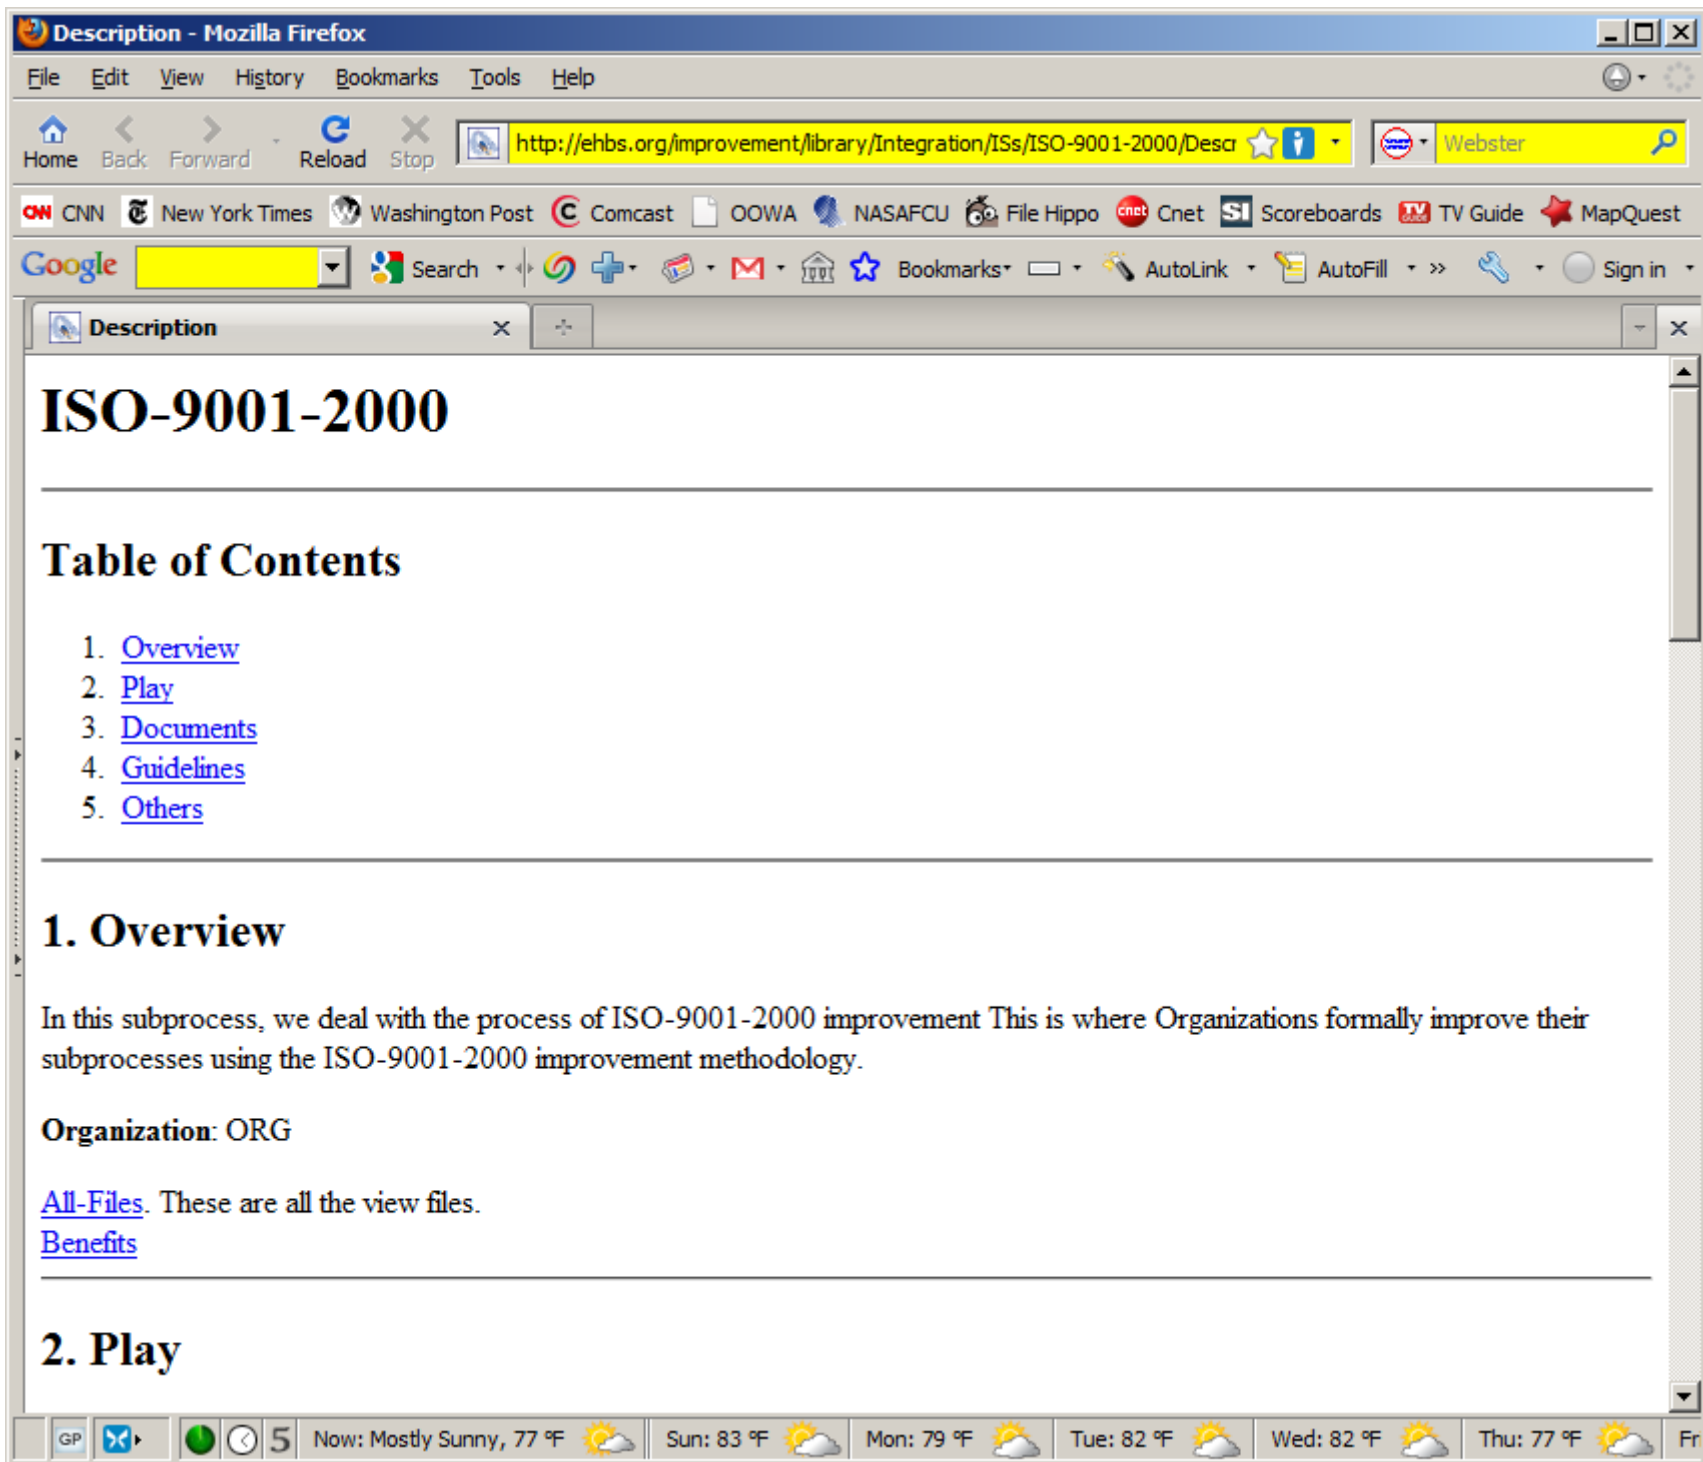 Description - Mozilla Firefox
File Edit View History Bookmarks Tools Help
Home Back Forward Reload Stop http://ehbs.org/improvement/library/Integration/ISs/ISO-9001-2000/Descr Webster
CNN CNN New York Times Washington Post Comcast OOWA NASAFCU File Hippo cnet Cnet SI Scoreboards TV GUIDE TV Guide MapQuest
Google Search Bookmarks AutoLink AutoFill » Sign in
Description
ISO-9001-2000
Table of Contents
1. Overview
2. Play
3. Documents
4. Guidelines
5. Others
1. Overview
In this subprocess, we deal with the process of ISO-9001-2000 improvement This is where Organizations formally improve their
subprocesses using the ISO-9001-2000 improvement methodology.
Organization: ORG
All-Files. These are all the view files.
Benefits
2. Play
GP 5 Now: Mostly Sunny, 77 °F Sun: 83 °F Mon: 79 °F Tue: 82 °F Wed: 82 °F Thu: 77 °F Fr